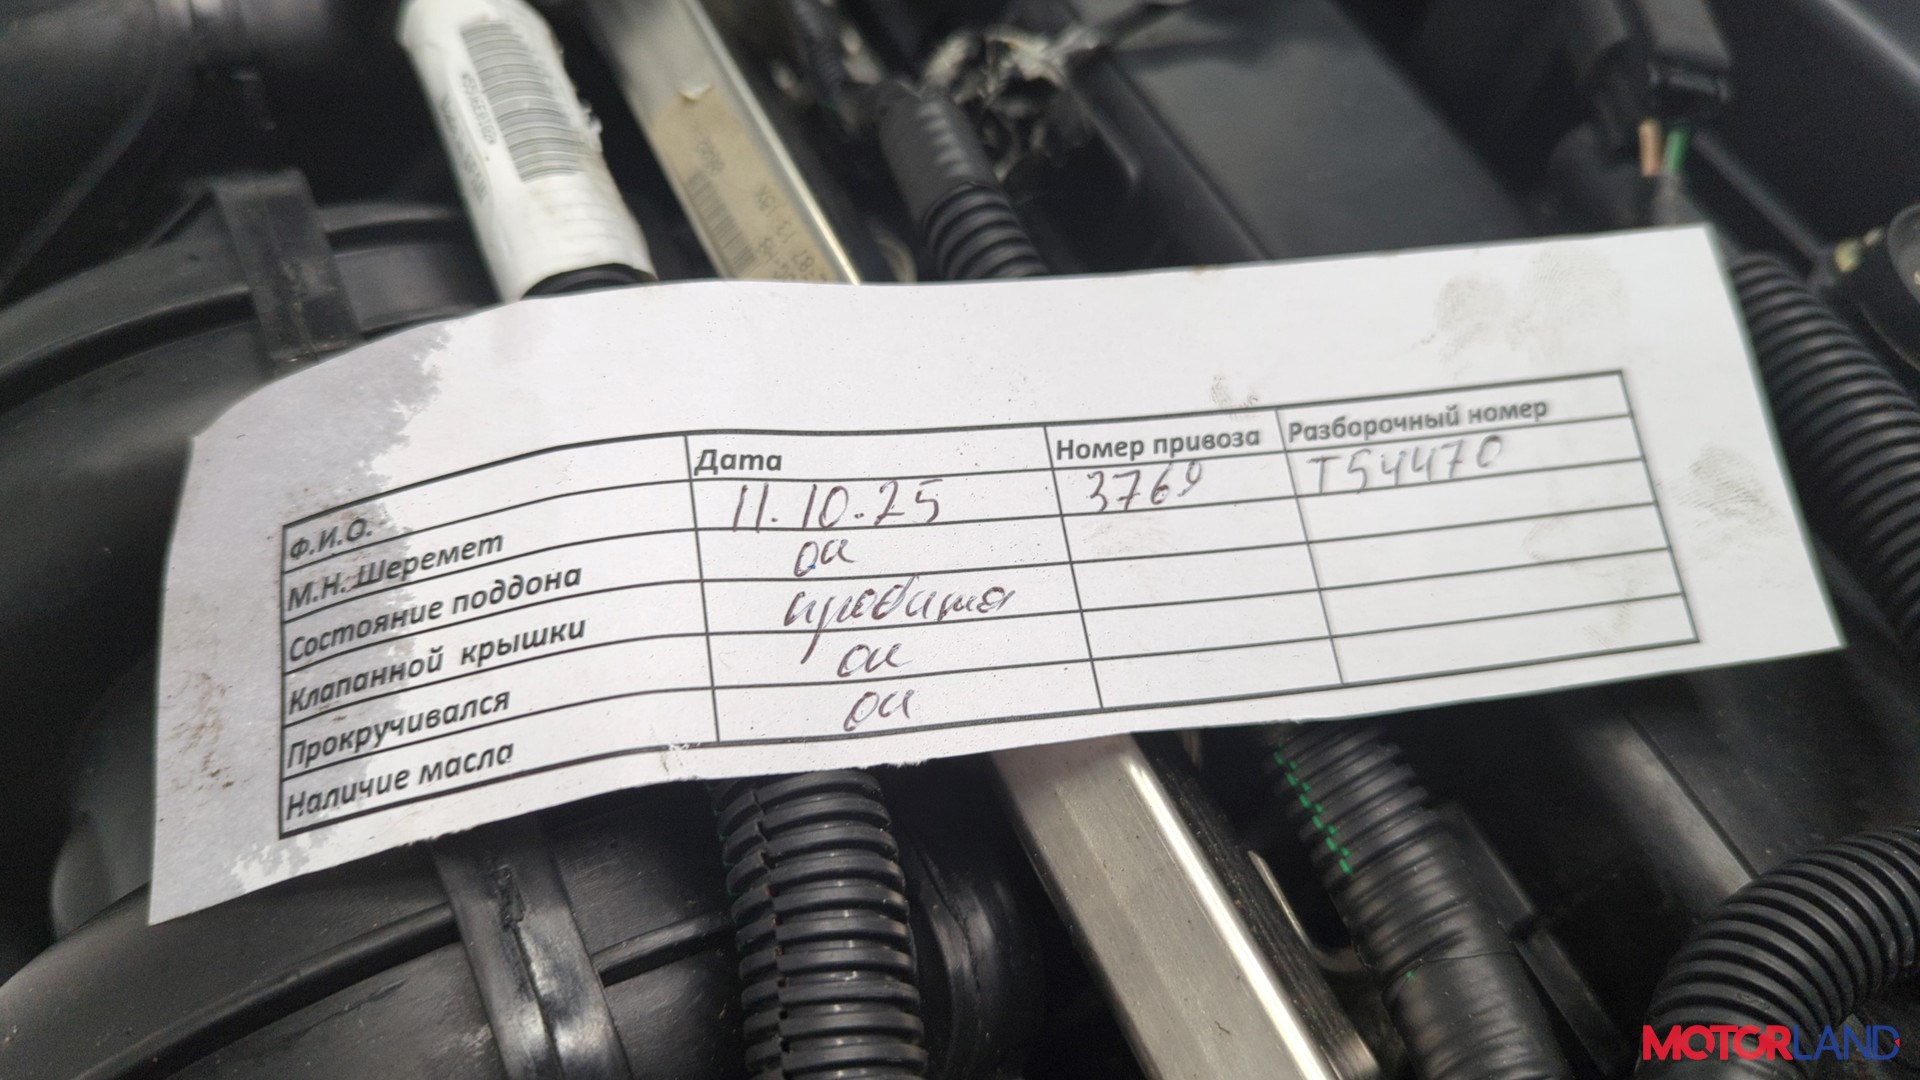 Ф.И.О. Дата Номер привоза Разборочный номер
М.Н. Шеремет 11.10.25 3769 T54470
Состояние поддона ок
Клапанной крышки пробита
Прокручивался ок
Наличие масла ок
MOTORLAND